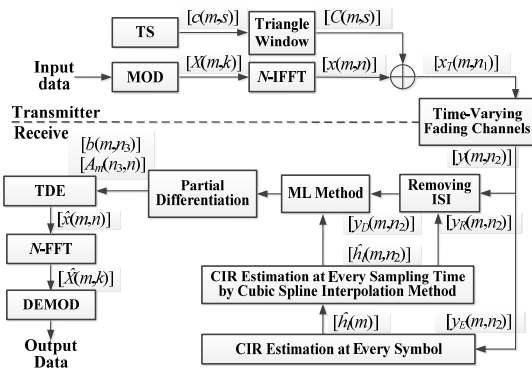 [c(m,s)]
[C(m,s)]
TS
Triangle
Window
Input
data
[X(m,k)]
[x(m,n)]
[x_T(m,n_1)]
MOD
N-IFFT
Transmitter
Receive
Time-Varying
Fading Channels
[b(m,n_3)]
[A_m(n_3,n)]
[y(m,n_2)]
TDE
Partial
Differentiation
ML Method
Removing
ISI
[x̂(m,n)]
[y_D(m,n_2)]
[y_R(m,n_2)]
N-FFT
[ĥ_l(m,n_2)]
[X̂(m,k)]
CIR Estimation at Every Sampling Time
by Cubic Spline Interpolation Method
DEMOD
[ĥ_l(m)]
[y_E(m,n_2)]
Output
Data
CIR Estimation at Every Symbol